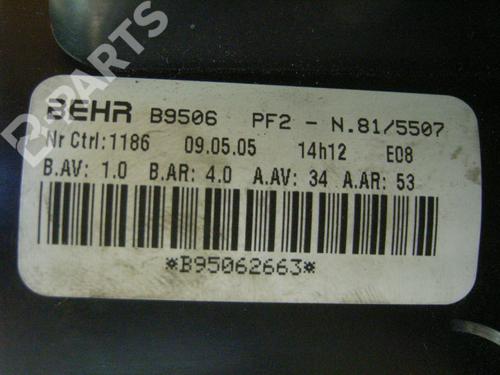 BEHR B9506 PF2 - N.81/5507
Nr Ctrl:1186 09.05.05 14h12 E08
B.AV: 1.0 B.AR: 4.0 A.AV: 34 A.AR: 53
*B95062663*
B-PARTS